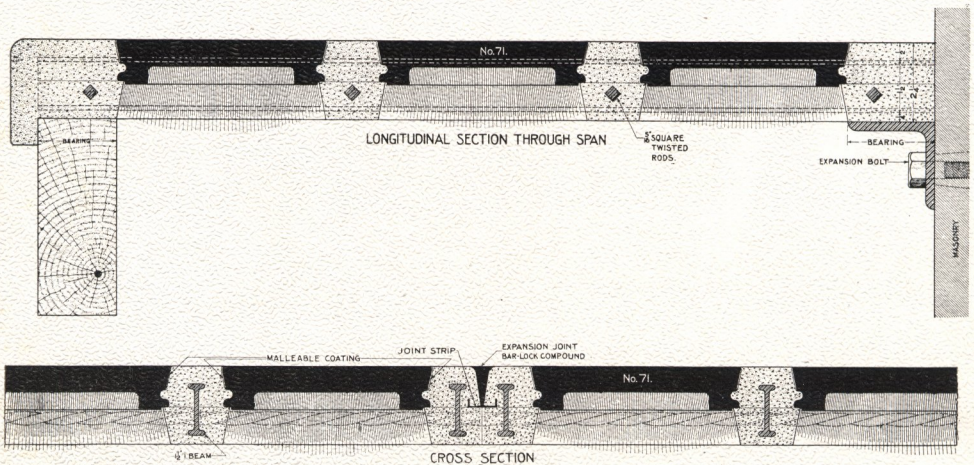 No. 71.
LONGITUDINAL SECTION THROUGH SPAN
SQUARE
TWISTED
RODS.
BEARING
BEARING
EXPANSION BOLT
MASONRY
MALLEABLE COATING
JOINT STRIP
EXPANSION JOINT
BAR-LOCK COMPOUND
No. 71.
I BEAM
CROSS SECTION